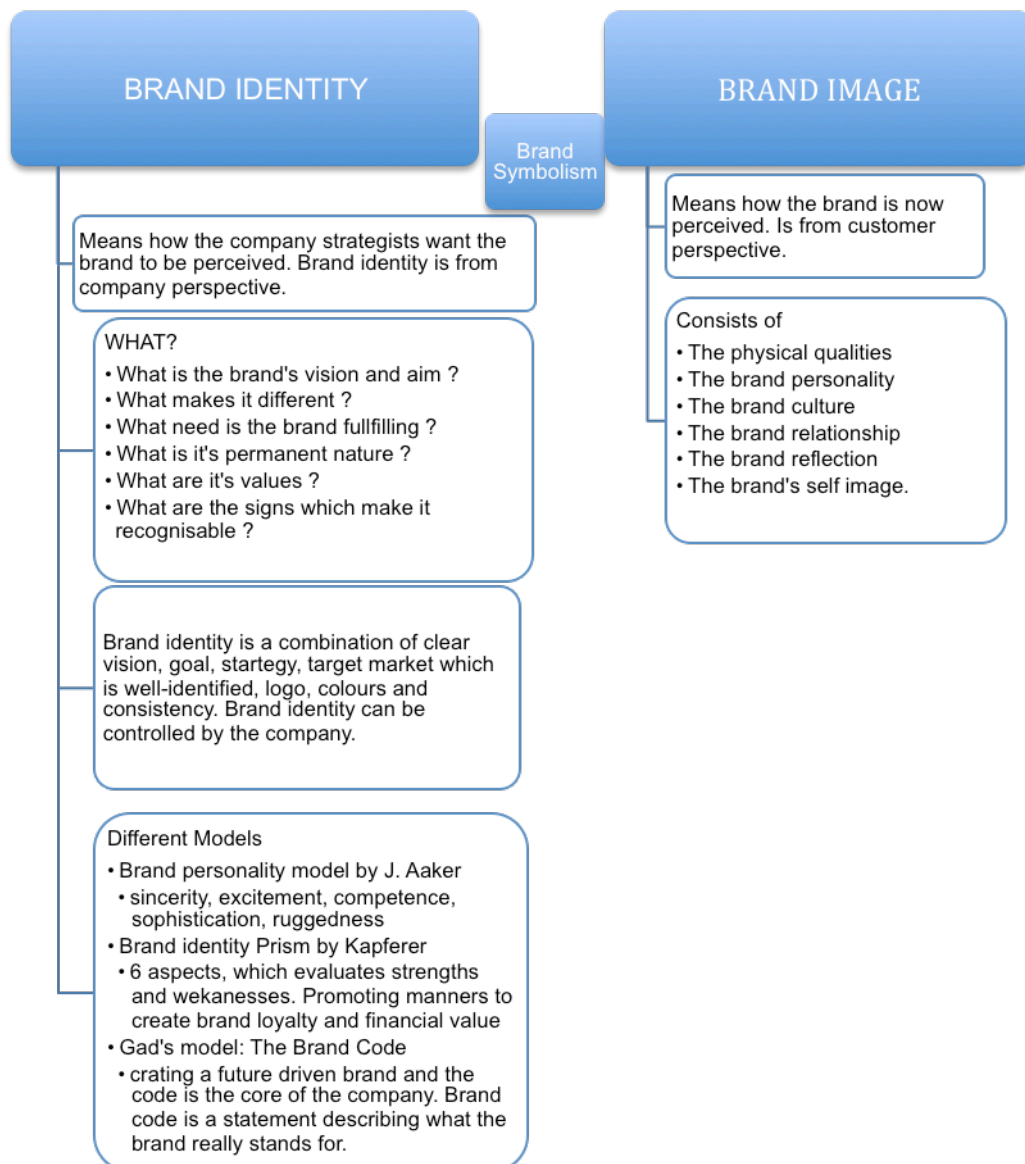 BRAND IDENTITY
Brand
Symbolism
BRAND IMAGE
Means how the company strategists want the
brand to be perceived. Brand identity is from
company perspective.
WHAT?
• What is the brand's vision and aim ?
• What makes it different ?
• What need is the brand fullfilling ?
• What is it's permanent nature ?
• What are it's values ?
• What are the signs which make it
recognisable ?
Brand identity is a combination of clear
vision, goal, startegy, target market which
is well-identified, logo, colours and
consistency. Brand identity can be
controlled by the company.
Different Models
• Brand personality model by J. Aaker
• sincerity, excitement, competence,
sophistication, ruggedness
• Brand identity Prism by Kapferer
• 6 aspects, which evaluates strengths
and wekanesses. Promoting manners to
create brand loyalty and financial value
• Gad's model: The Brand Code
• crating a future driven brand and the
code is the core of the company. Brand
code is a statement describing what the
brand really stands for.
Means how the brand is now
perceived. Is from customer
perspective.
Consists of
• The physical qualities
• The brand personality
• The brand culture
• The brand relationship
• The brand reflection
• The brand's self image.